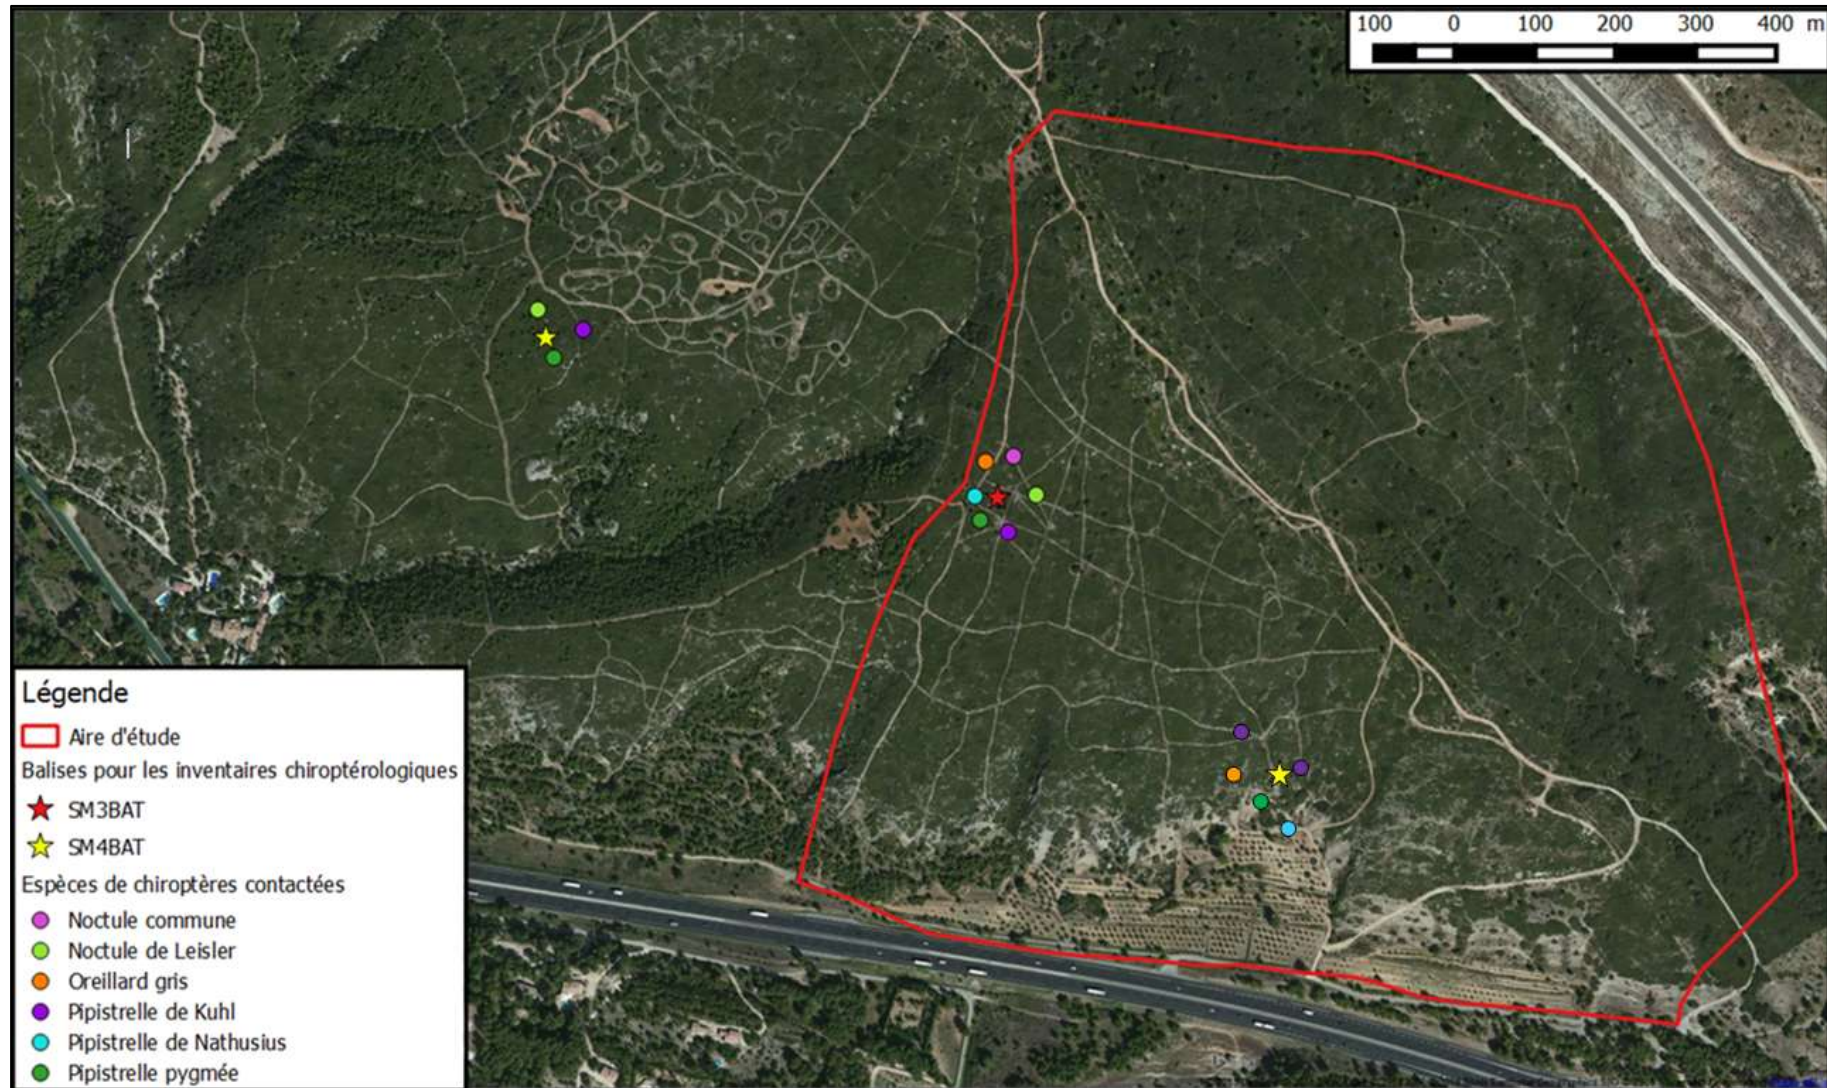 100 0 100 200 300 400 m
Légende
Aire d'étude
Balises pour les inventaires chiroptérologiques
SM3BAT
SM4BAT
Espèces de chiroptères contactées
Noctule commune
Noctule de Leisler
Oreillard gris
Pipistrelle de Kuhl
Pipistrelle de Nathusius
Pipistrelle pygmée